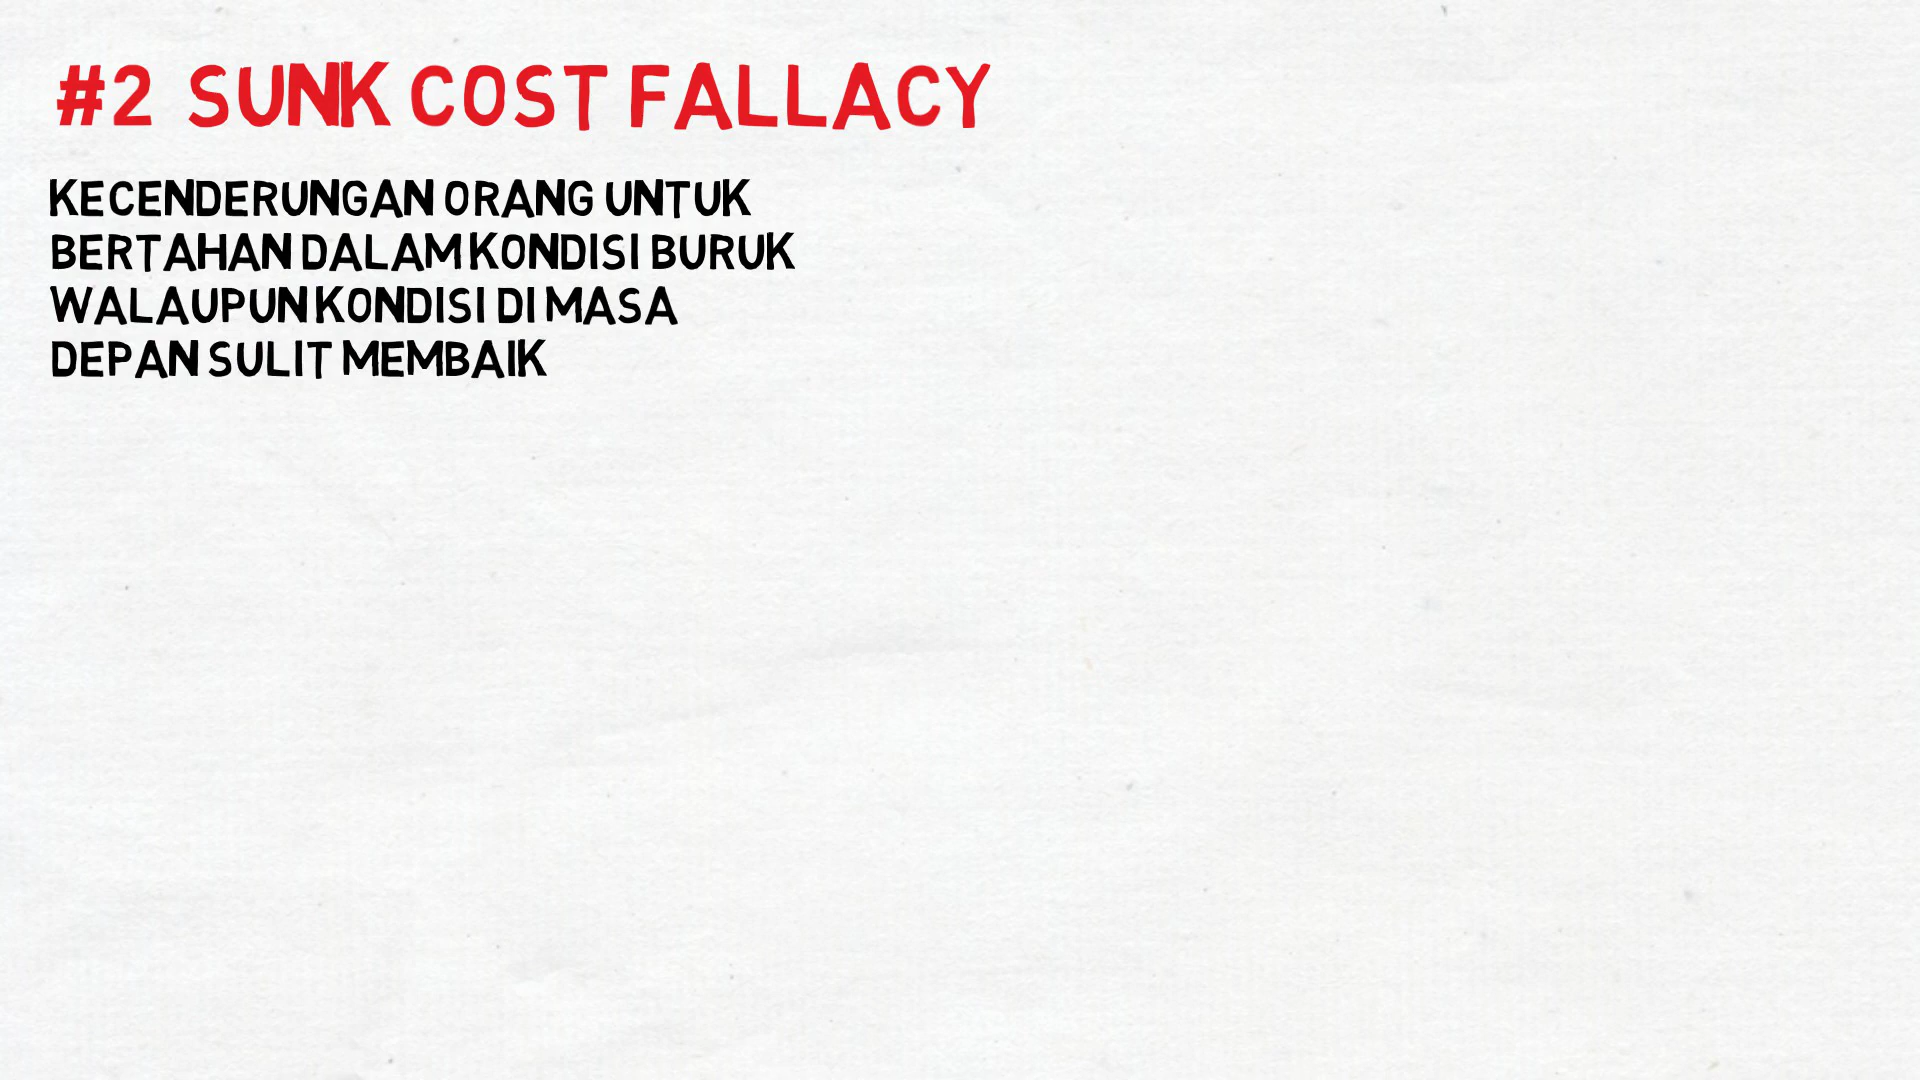 #2 SUNK COST FALLACY
KECENDERUNGAN ORANG UNTUK
BERTAHAN DALAM KONDISI BURUK
WALAUPUN KONDISI DI MASA
DEPAN SULIT MEMBAIK